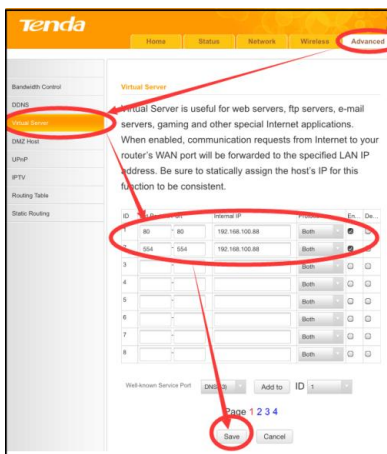 Tenda
Home Status Network Wireless Advanced
Bandwidth Control
DDNS
Virtual Server
DMZ Host
UPnP
IPTV
Routing Table
Static Routing
Virtual Server
Virtual Server is useful for web servers, ftp servers, e-mail
servers, gaming and other special Internet applications.
When enabled, communication requests from Internet to your
router's WAN port will be forwarded to the specified LAN IP
address. Be sure to statically assign the host's IP for this
function to be consistent.
ID Internal IP En... De...
1 80 - 80 192.168.100.88 Both
2 554 - 554 192.168.100.88 Both
3 - Both
4 - Both
5 - Both
6 - Both
7 - Both
8 - Both
Well-known Service Port Add to ID 1
Page 1 2 3 4
Save Cancel